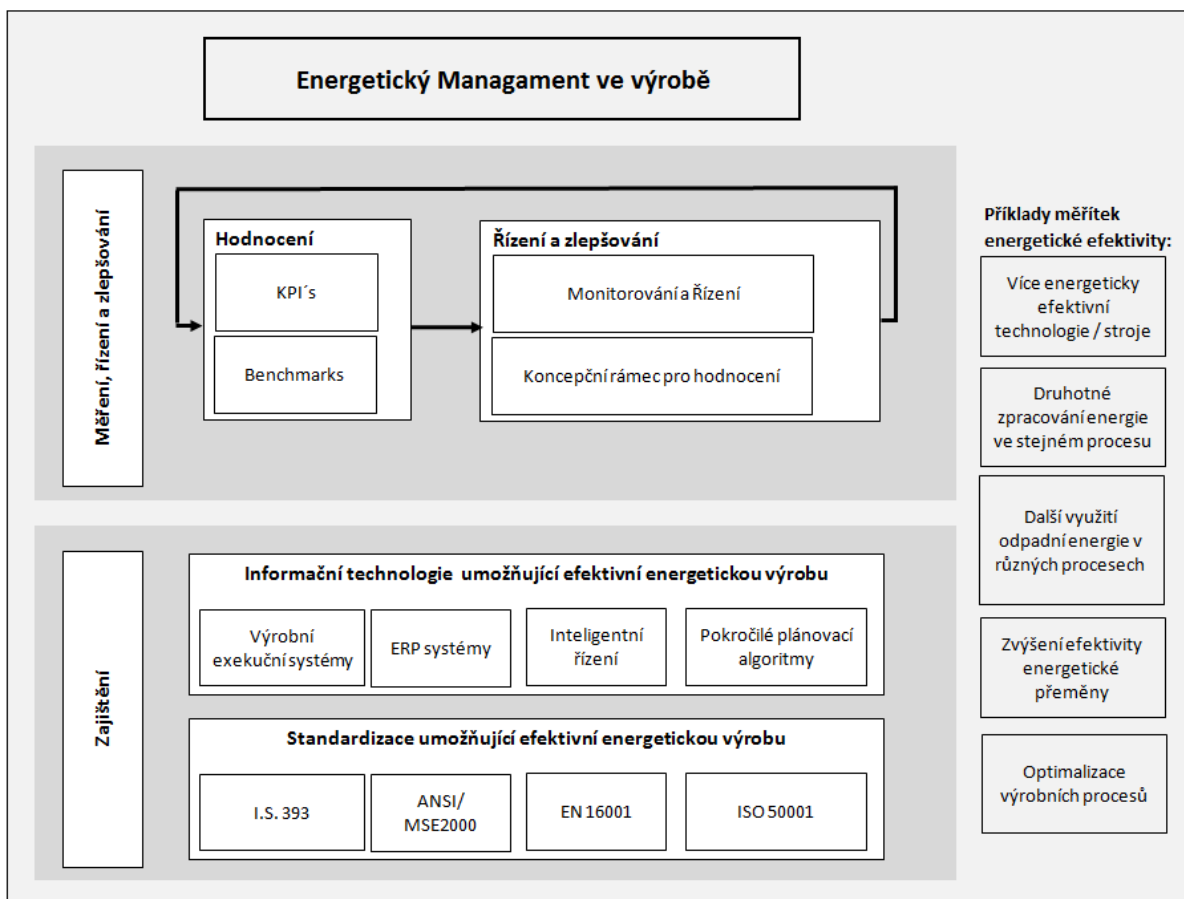 Energetický Managament ve výrobě
Měření, řízení a zlepšování
Hodnocení
KPI´s
Benchmarks
Řízení a zlepšování
Monitorování a Řízení
Koncepční rámec pro hodnocení
Zajištění
Informační technologie umožňující efektivní energetickou výrobu
Výrobní
exekuční systémy
ERP systémy
Inteligentní
řízení
Pokročilé plánovací
algoritmy
Standardizace umožňující efektivní energetickou výrobu
I.S. 393
ANSI/
MSE2000
EN 16001
ISO 50001
Příklady měřítek
energetické efektivity:
Více energeticky
efektivní
technologie / stroje
Druhotné
zpracování energie
ve stejném procesu
Další využití
odpadní energie v
různých procesech
Zvýšení efektivity
energetické
přeměny
Optimalizace
výrobních procesů